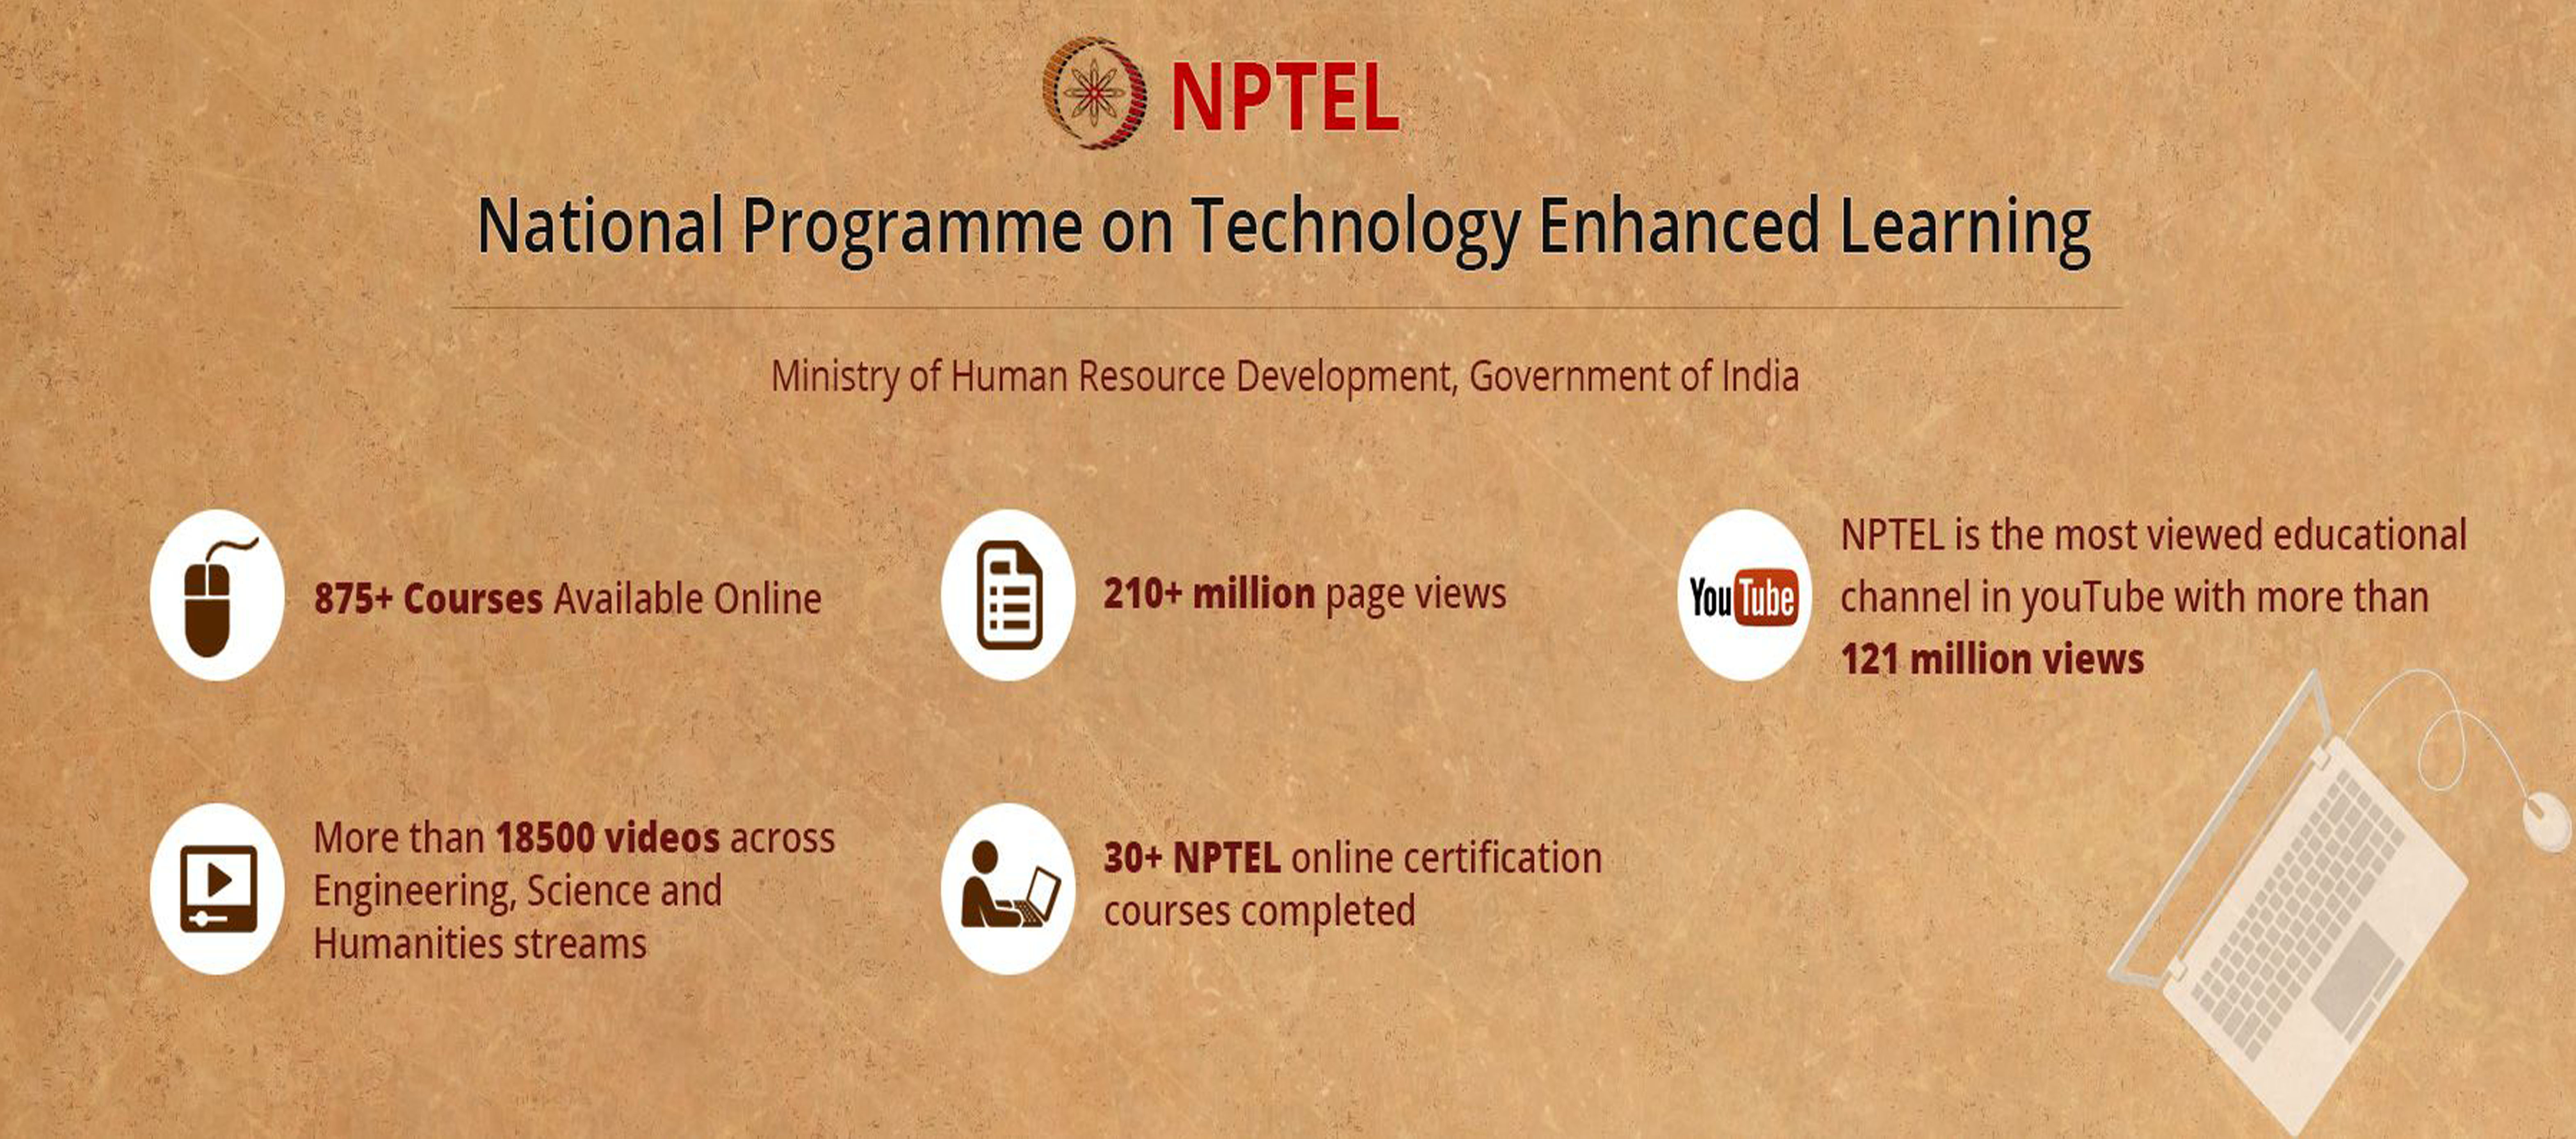 NPTEL
National Programme on Technology Enhanced Learning
Ministry of Human Resource Development, Government of India
875+ Courses Available Online
210+ million page views
YouTube
NPTEL is the most viewed educational
channel in youTube with more than
121 million views
More than 18500 videos across
Engineering, Science and
Humanities streams
30+ NPTEL online certification
courses completed